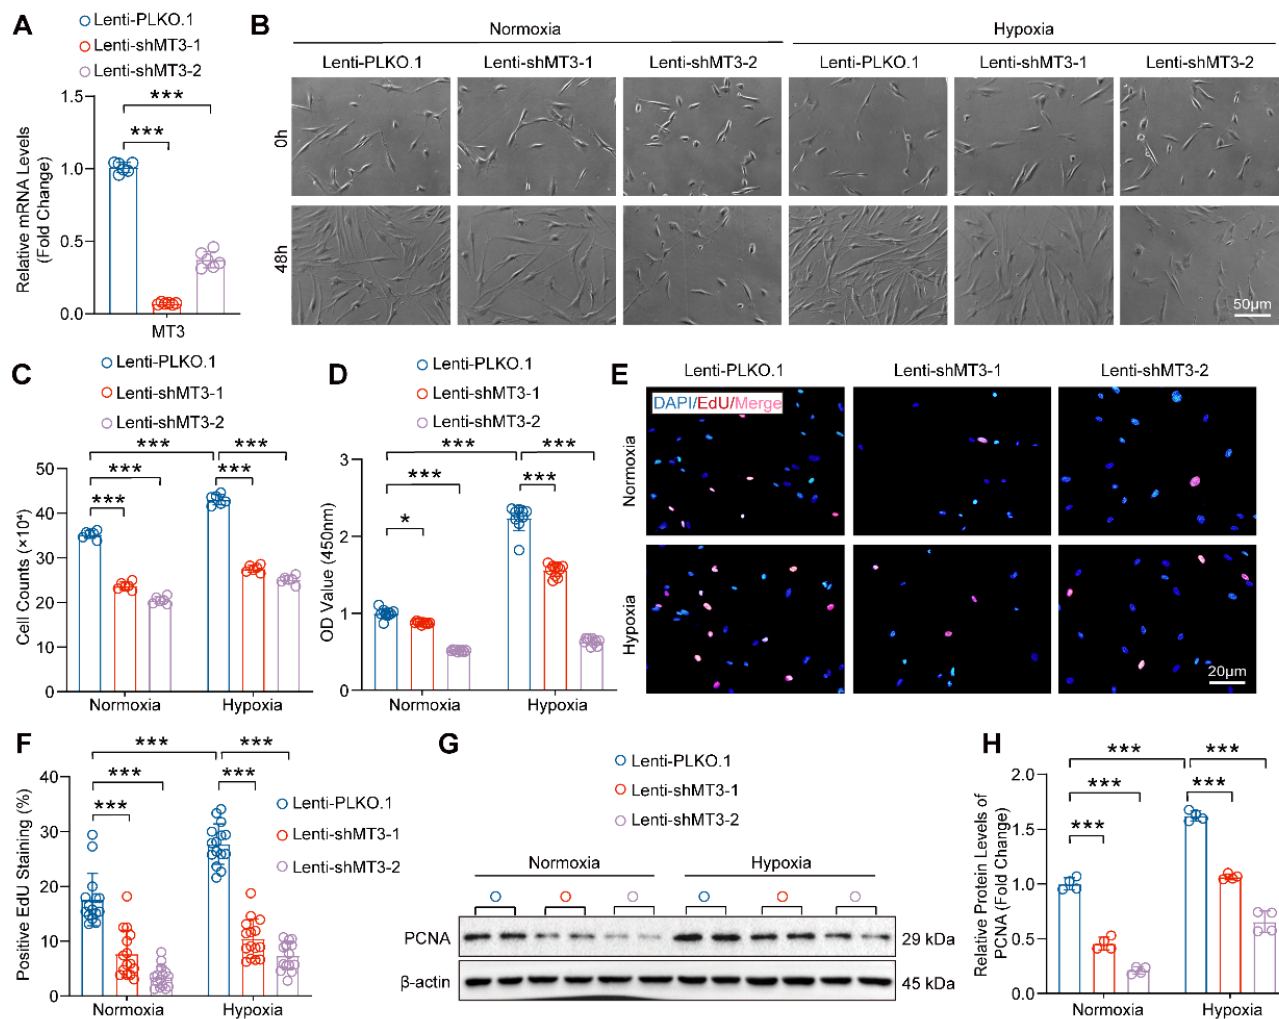 A
Lenti-PLKO.1
Lenti-shMT3-1
Lenti-shMT3-2
Relative mRNA Levels
(Fold Change)
1.5
1.0
0.5
0.0
***
***
MT3
B
Normoxia
Hypoxia
Lenti-PLKO.1
Lenti-shMT3-1
Lenti-shMT3-2
Lenti-PLKO.1
Lenti-shMT3-1
Lenti-shMT3-2
0h
48h
50μm
C
Lenti-PLKO.1
Lenti-shMT3-1
Lenti-shMT3-2
Cell Counts (×10⁴)
50
40
30
20
10
0
***
***
***
***
***
Normoxia
Hypoxia
D
Lenti-PLKO.1
Lenti-shMT3-1
Lenti-shMT3-2
OD Value (450nm)
3
2
1
0
***
***
***
***
*
Normoxia
Hypoxia
E
Lenti-PLKO.1
Lenti-shMT3-1
Lenti-shMT3-2
DAPI/EdU/Merge
Normoxia
Hypoxia
20μm
F
Positive EdU Staining (%)
40
30
20
10
0
***
***
***
***
***
Lenti-PLKO.1
Lenti-shMT3-1
Lenti-shMT3-2
Normoxia
Hypoxia
G
Lenti-PLKO.1
Lenti-shMT3-1
Lenti-shMT3-2
Normoxia
Hypoxia
PCNA
29 kDa
β-actin
45 kDa
H
Relative Protein Levels of
PCNA (Fold Change)
2.0
1.5
1.0
0.5
0.0
***
***
***
***
***
Normoxia
Hypoxia